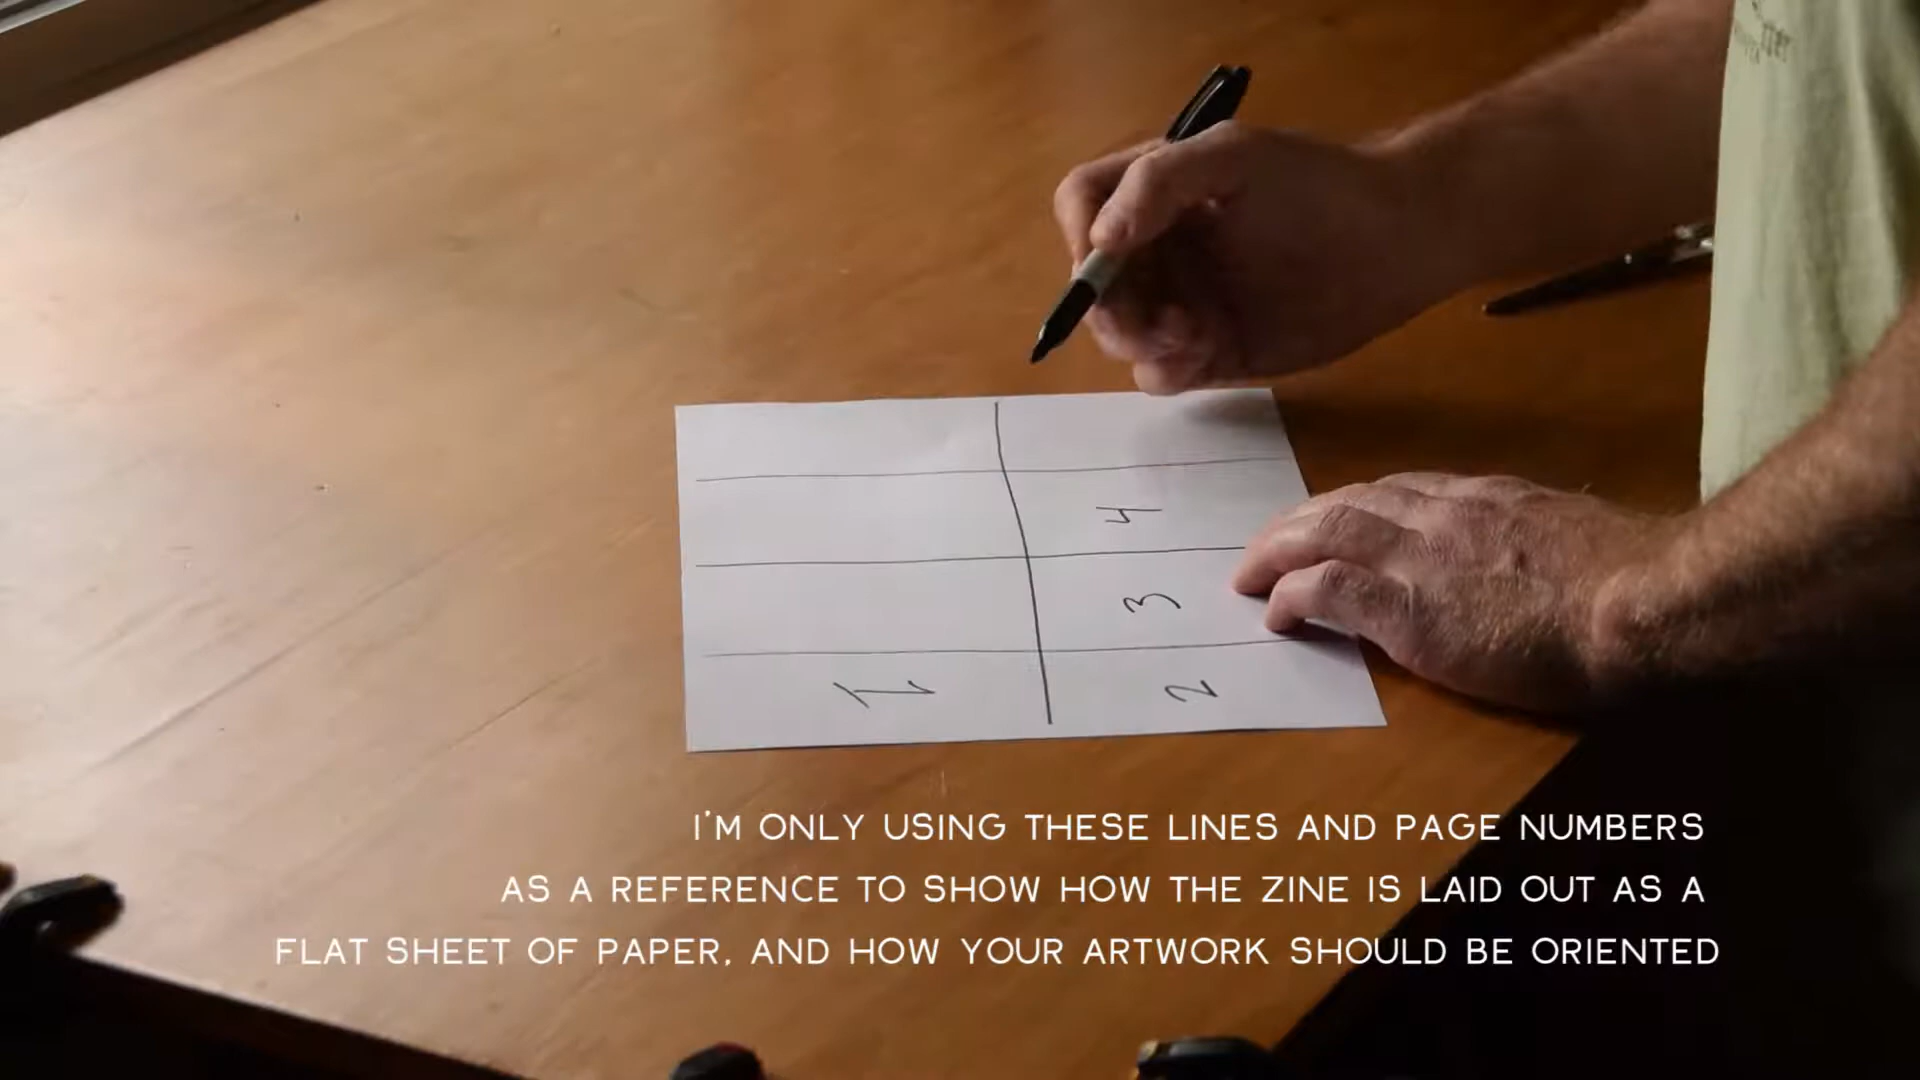 4
3
1
2
I'M ONLY USING THESE LINES AND PAGE NUMBERS
AS A REFERENCE TO SHOW HOW THE ZINE IS LAID OUT AS A
FLAT SHEET OF PAPER, AND HOW YOUR ARTWORK SHOULD BE ORIENTED